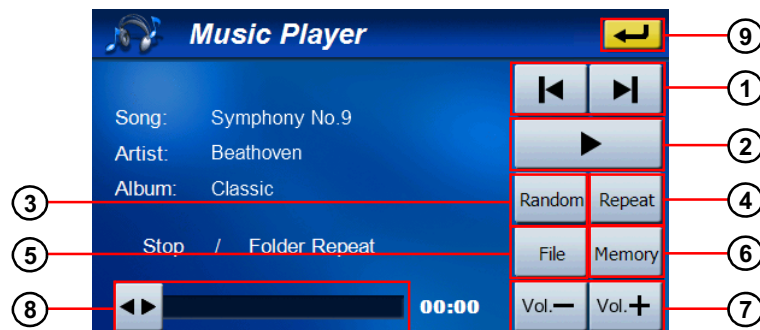 Music Player
9
1
Song: Symphony No.9
2
Artist: Beathoven
Album: Classic
3
Random Repeat
4
5
Stop / Folder Repeat
File Memory
6
8
00:00
Vol.− Vol.+
7